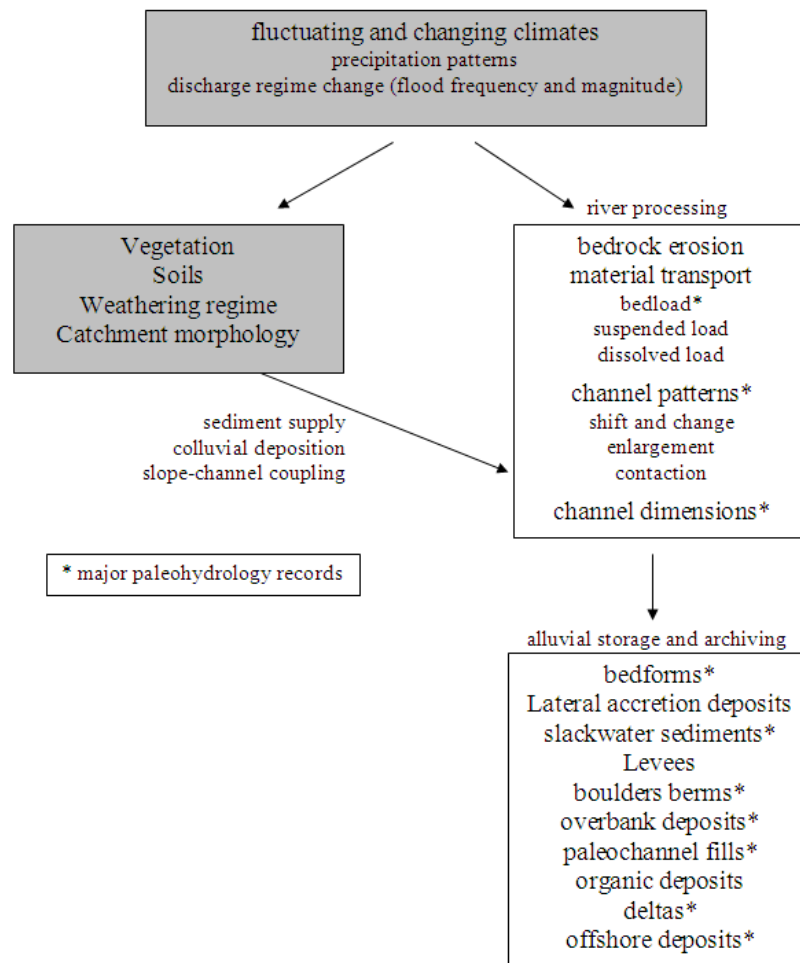 fluctuating and changing climates
precipitation patterns
discharge regime change (flood frequency and magnitude)
river processing
Vegetation
Soils
Weathering regime
Catchment morphology
bedrock erosion
material transport
bedload*
suspended load
dissolved load
channel patterns*
shift and change
enlargement
contaction
channel dimensions*
sediment supply
colluvial deposition
slope-channel coupling
* major paleohydrology records
alluvial storage and archiving
bedforms*
Lateral accretion deposits
slackwater sediments*
Levees
boulders berms*
overbank deposits*
paleochannel fills*
organic deposits
deltas*
offshore deposits*